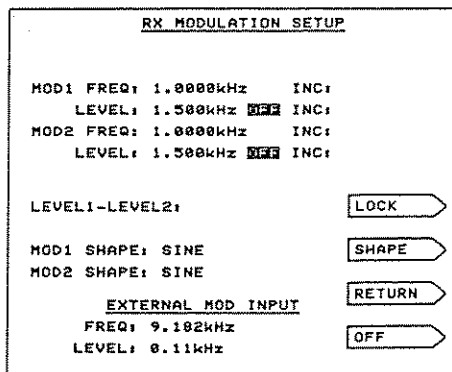 RX MODULATION SETUP
MOD1 FREQ: 1.0000kHz INC:
LEVEL: 1.500kHz OFF INC:
MOD2 FREQ: 1.0000kHz INC:
LEVEL: 1.500kHz OFF INC:
LEVEL1-LEVEL2:
LOCK
MOD1 SHAPE: SINE
SHAPE
MOD2 SHAPE: SINE
RETURN
EXTERNAL MOD INPUT
FREQ: 9.182kHz
OFF
LEVEL: 0.11kHz